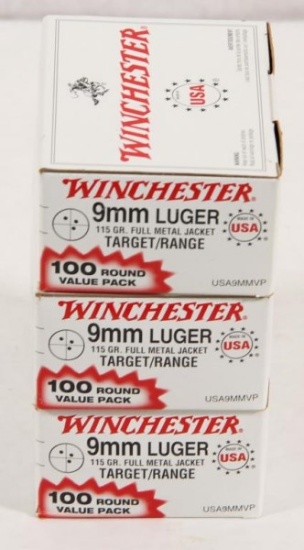 WINCHESTER
USA
WINCHESTER
9mm LUGER
115 GR. FULL METAL JACKET
TARGET/RANGE
MADE IN
USA
100 ROUND
VALUE PACK
USA9MMVP
WINCHESTER
9mm LUGER
115 GR. FULL METAL JACKET
TARGET/RANGE
MADE IN
USA
100 ROUND
VALUE PACK
USA9MMVP
WINCHESTER
9mm LUGER
115 GR. FULL METAL JACKET
TARGET/RANGE
MADE IN
USA
100 ROUND
VALUE PACK
USA9MMVP